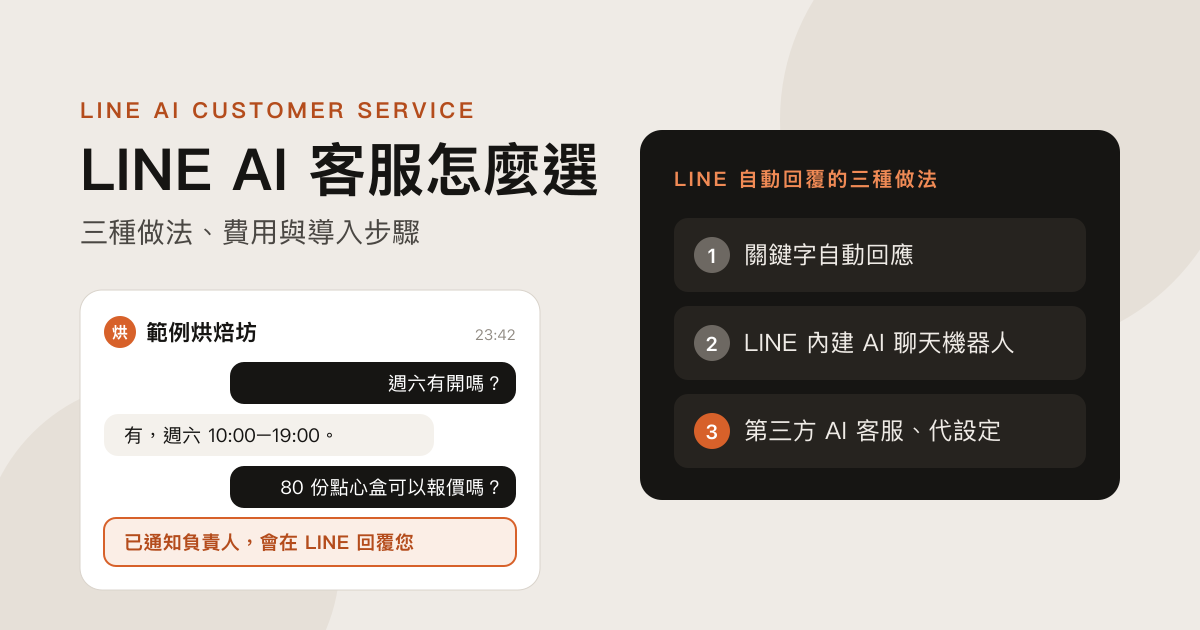 LINE AI CUSTOMER SERVICE
LINE AI 客服怎麼選
三種做法、費用與導入步驟
烘 範例烘焙坊 23:42
週六有開嗎？
有，週六 10:00–19:00。
80 份點心盒可以報價嗎？
已通知負責人，會在 LINE 回覆您
LINE 自動回覆的三種做法
1 關鍵字自動回應
2 LINE 內建 AI 聊天機器人
3 第三方 AI 客服、代設定